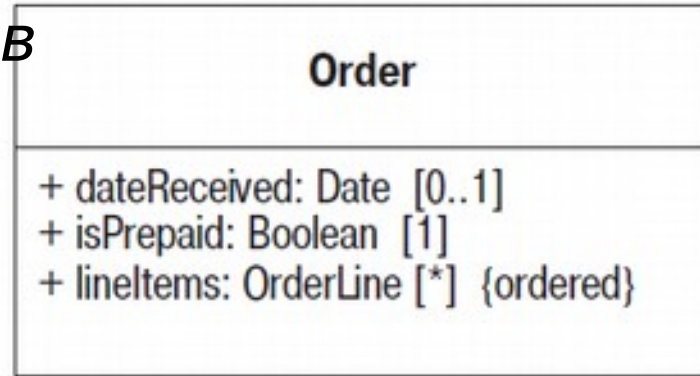 B
Order
+ dateReceived: Date [0..1]
+ isPrepaid: Boolean [1]
+ lineItems: OrderLine [*] {ordered}